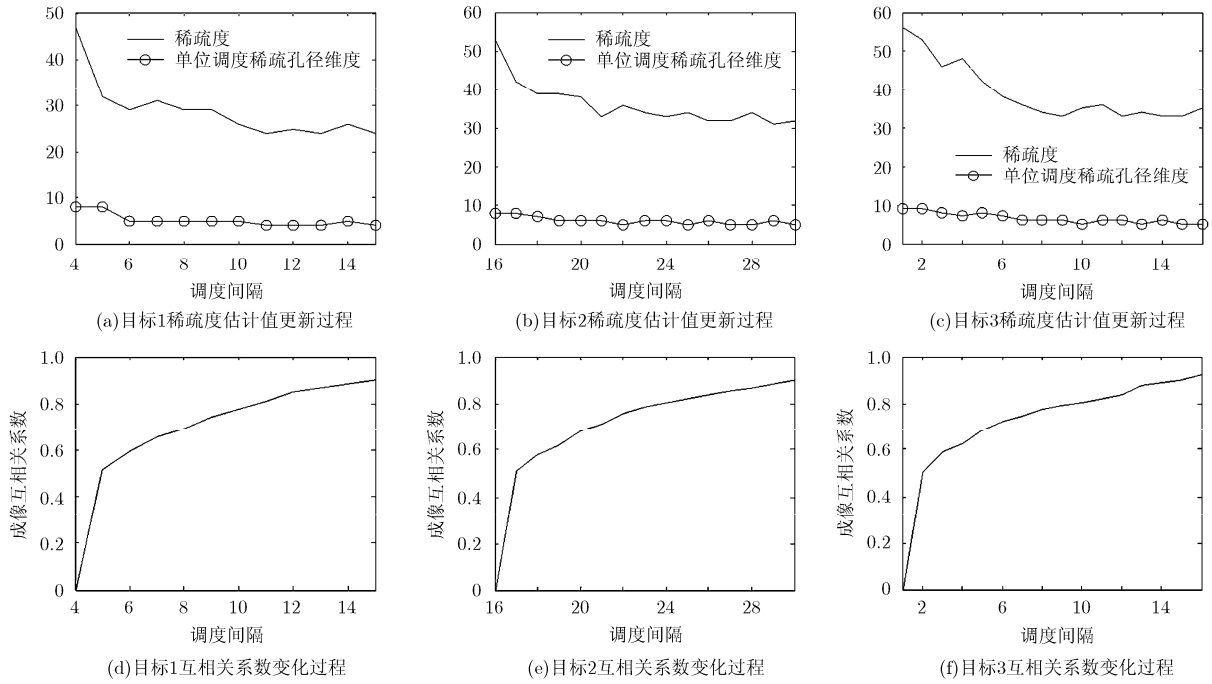 50
40
30
20
10
0
稀疏度
单位调度稀疏孔径维度
4 6 8 10 12 14
调度间隔
(a)目标1稀疏度估计值更新过程
60
50
40
30
20
10
0
稀疏度
单位调度稀疏孔径维度
16 20 24 28
调度间隔
(b)目标2稀疏度估计值更新过程
60
50
40
30
20
10
0
稀疏度
单位调度稀疏孔径维度
2 6 10 14
调度间隔
(c)目标3稀疏度估计值更新过程
成像互相关系数
1.0
0.8
0.6
0.4
0.2
0
4 6 8 10 12 14
调度间隔
(d)目标1互相关系数变化过程
成像互相关系数
1.0
0.8
0.6
0.4
0.2
0
16 20 24 28
调度间隔
(e)目标2互相关系数变化过程
成像互相关系数
1.0
0.8
0.6
0.4
0.2
0
2 6 10 14
调度间隔
(f)目标3互相关系数变化过程